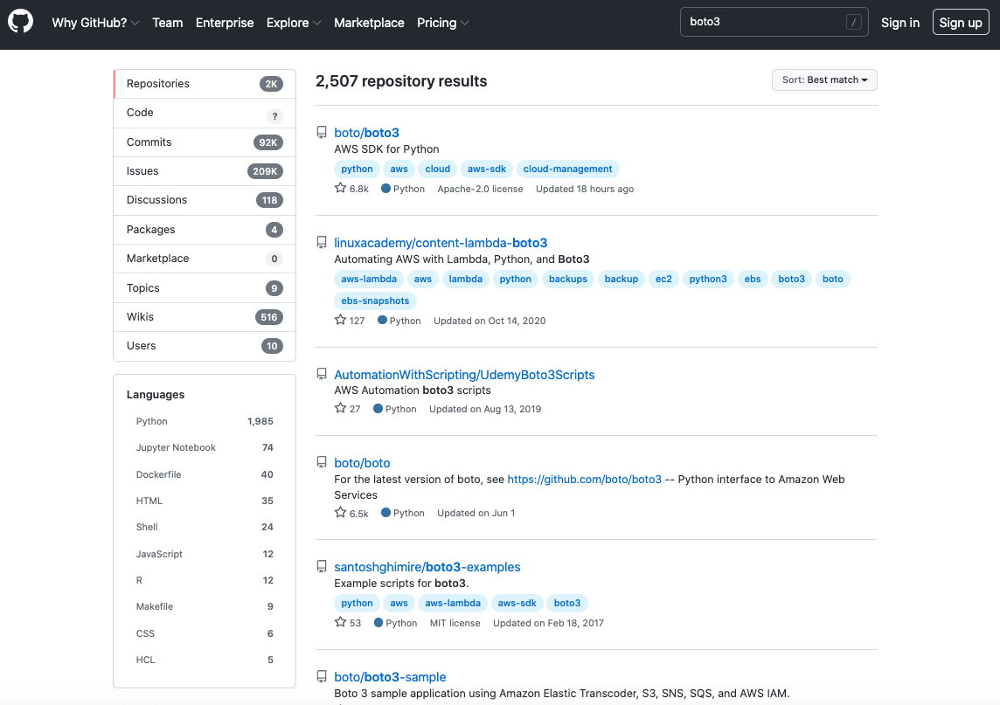 Why GitHub? Team Enterprise Explore Marketplace Pricing boto3 / Sign in Sign up
Repositories 2K
Code ?
Commits 92K
Issues 209K
Discussions 118
Packages 4
Marketplace 0
Topics 9
Wikis 516
Users 10
Languages
Python 1,985
Jupyter Notebook 74
Dockerfile 40
HTML 35
Shell 24
JavaScript 12
R 12
Makefile 9
CSS 6
HCL 5
2,507 repository results Sort: Best match
boto/boto3
AWS SDK for Python
python aws cloud aws-sdk cloud-management
6.8k Python Apache-2.0 license Updated 18 hours ago
linuxacademy/content-lambda-boto3
Automating AWS with Lambda, Python, and Boto3
aws-lambda aws lambda python backups backup ec2 python3 ebs boto3 boto
ebs-snapshots
127 Python Updated on Oct 14, 2020
AutomationWithScripting/UdemyBoto3Scripts
AWS Automation boto3 scripts
27 Python Updated on Aug 13, 2019
boto/boto
For the latest version of boto, see https://github.com/boto/boto3 -- Python interface to Amazon Web
Services
6.5k Python Updated on Jun 1
santoshghimire/boto3-examples
Example scripts for boto3.
python aws aws-lambda aws-sdk boto3
53 Python MIT license Updated on Feb 18, 2017
boto/boto3-sample
Boto 3 sample application using Amazon Elastic Transcoder, S3, SNS, SQS, and AWS IAM.